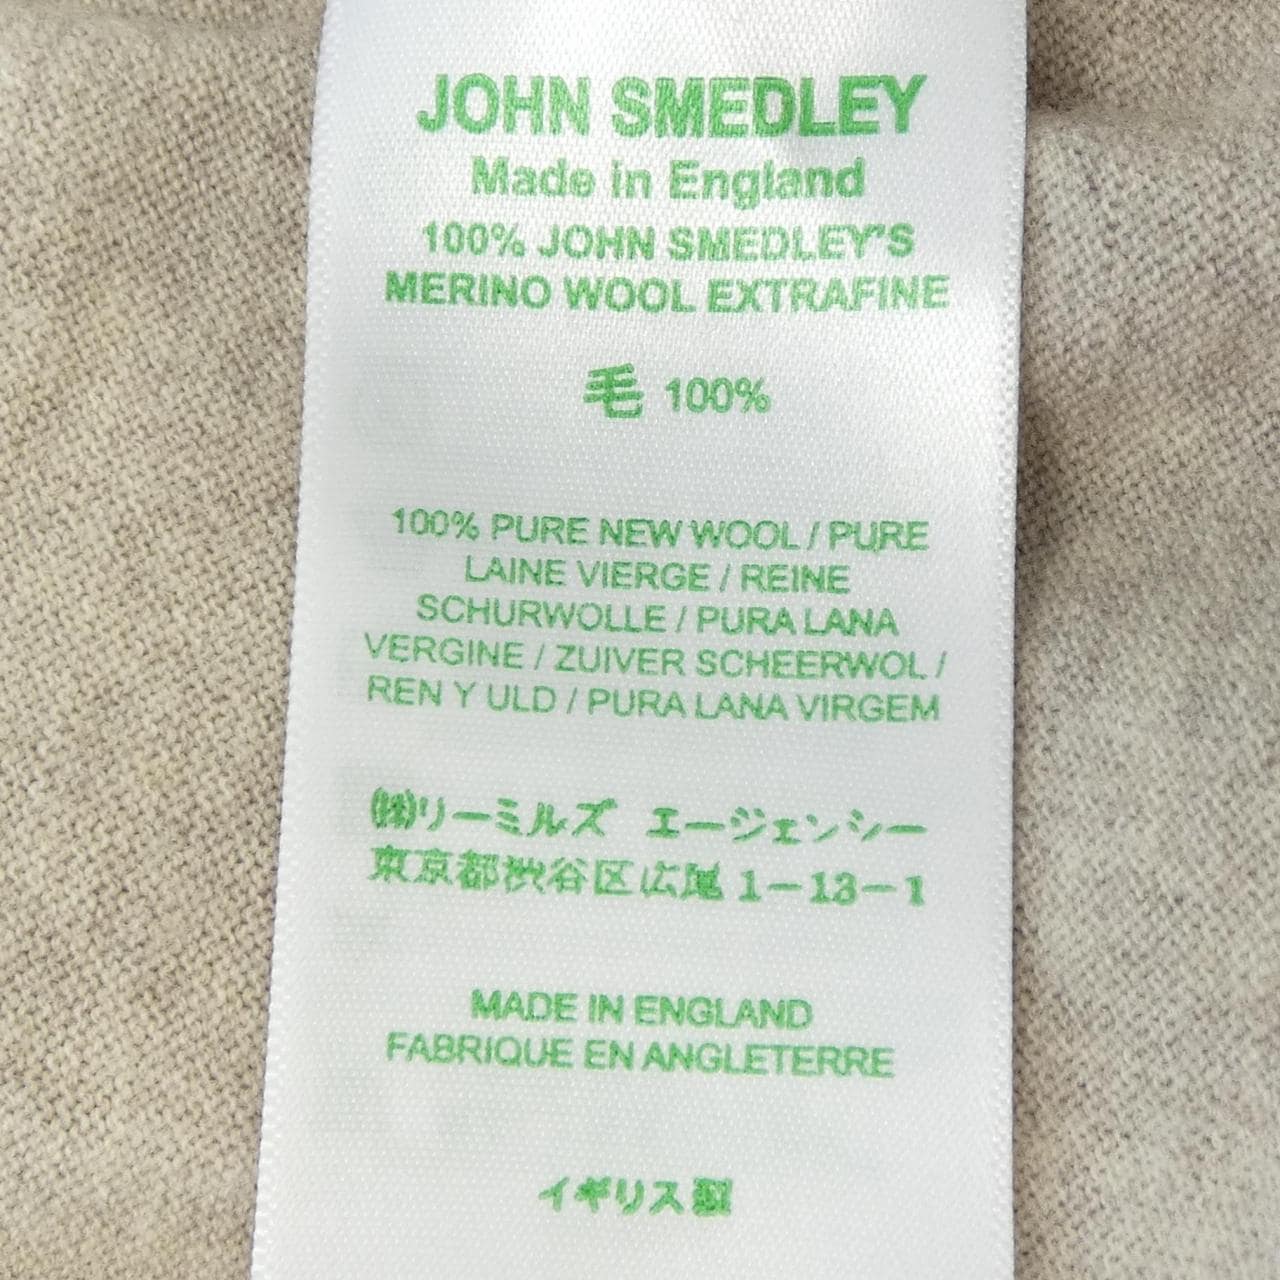 JOHN SMEDLEY
Made in England
100% JOHN SMEDLEY'S
MERINO WOOL EXTRAFINE
毛 100%
100% PURE NEW WOOL / PURE
LAINE VIERGE / REINE
SCHURWOLLE / PURA LANA
VERGINE / ZUIVER SCHEERWOL /
REN Y ULD / PURA LANA VIRGEM
㈱リーミルズ エージェンシー
東京都渋谷区広尾 1-13-1
MADE IN ENGLAND
FABRIQUE EN ANGLETERRE
イギリス製